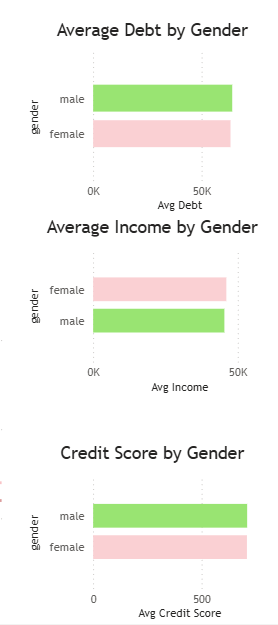 Average Debt by Gender
gender
male
female
0K
50K
Avg Debt
Average Income by Gender
gender
female
male
0K
50K
Avg Income
Credit Score by Gender
gender
male
female
0
500
Avg Credit Score